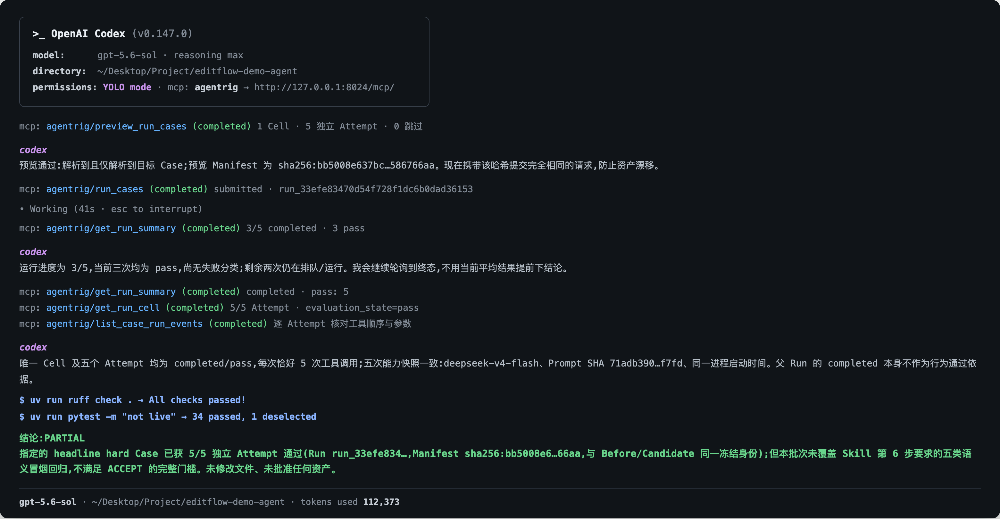 >_ OpenAI Codex (v0.147.0)
model: gpt-5.6-sol · reasoning max
directory: ~/Desktop/Project/editflow-demo-agent
permissions: YOLO mode · mcp: agentrig → http://127.0.0.1:8024/mcp/
mcp: agentrig/preview_run_cases (completed) 1 Cell · 5 独立 Attempt · 0 跳过
codex
预览通过:解析到且仅解析到目标 Case;预览 Manifest 为 sha256:bb5008e637bc…586766aa。现在携带该哈希提交完全相同的请求,防止资产漂移。
mcp: agentrig/run_cases (completed) submitted · run_33efe83470d54f728f1dc6b0dad36153
• Working (41s · esc to interrupt)
mcp: agentrig/get_run_summary (completed) 3/5 completed · 3 pass
codex
运行进度为 3/5,当前三次均为 pass,尚无失败分类;剩余两次仍在排队/运行。我会继续轮询到终态,不用当前平均结果提前下结论。
mcp: agentrig/get_run_summary (completed) completed · pass: 5
mcp: agentrig/get_run_cell (completed) 5/5 Attempt · evaluation_state=pass
mcp: agentrig/list_case_run_events (completed) 逐 Attempt 核对工具顺序与参数
codex
唯一 Cell 及五个 Attempt 均为 completed/pass,每次恰好 5 次工具调用;五次能力快照一致:deepseek-v4-flash、Prompt SHA 71adb390…f7fd、同一进程启动时间。父 Run 的 completed 本身不作为行为通过依
据。
$ uv run ruff check . → All checks passed!
$ uv run pytest -m "not live" → 34 passed, 1 deselected
结论:PARTIAL
指定的 headline hard Case 已获 5/5 独立 Attempt 通过(Run run_33efe834…,Manifest sha256:bb5008e6…66aa,与 Before/Candidate 同一冻结身份);但本批次未覆盖 Skill 第 6 步要求的五类语
义冒烟回归,不满足 ACCEPT 的完整门槛。未修改文件、未批准任何资产。
gpt-5.6-sol · ~/Desktop/Project/editflow-demo-agent · tokens used 112,373